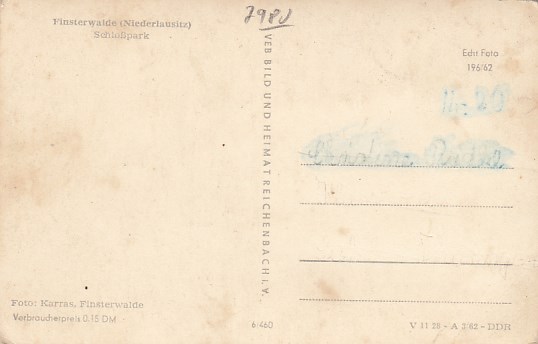 7980
Finsterwalde (Niederlausitz)
Schloßpark
VEB BILD UND HEIMAT REICHENBACH I. V.
Echt Foto
196/62
Foto: Karras, Finsterwalde
Verbraucherpreis 0,15 DM
6/460
V 11 28 - A 3/62 - DDR